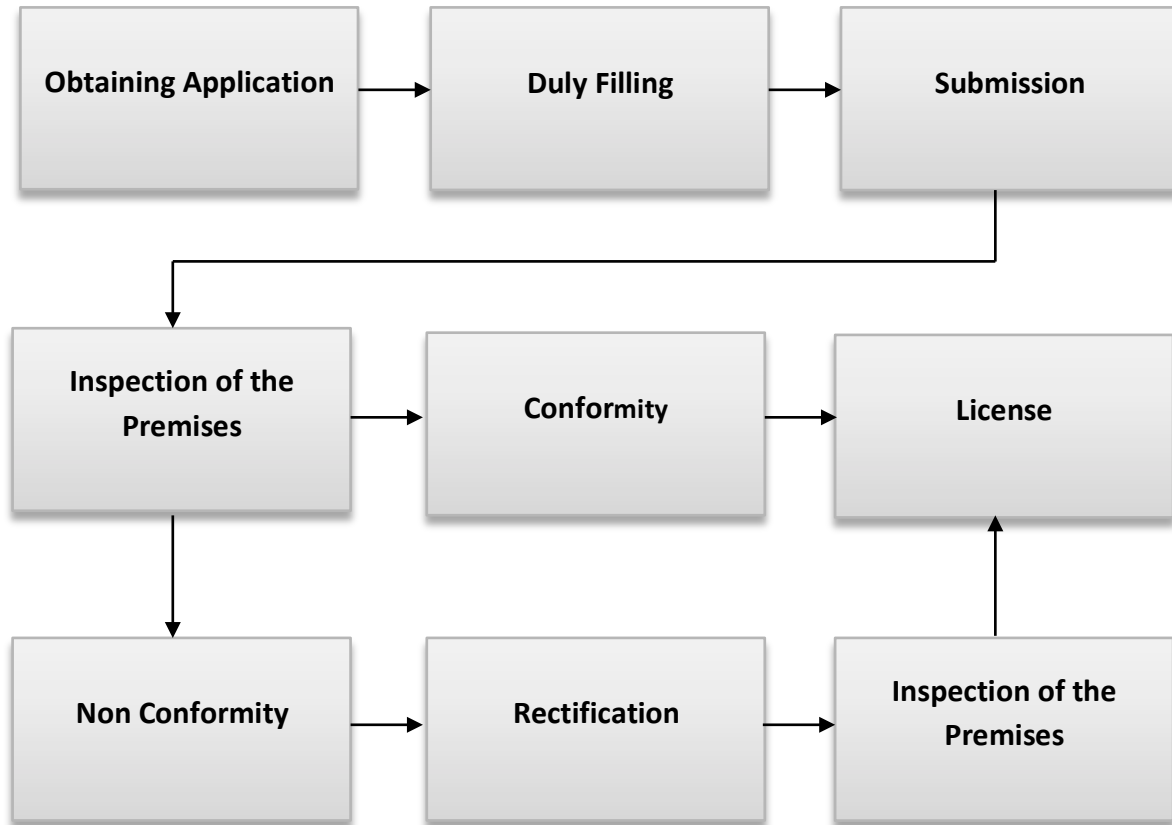 Obtaining Application
Duly Filling
Submission
Inspection of the
Premises
Conformity
License
Non Conformity
Rectification
Inspection of the
Premises